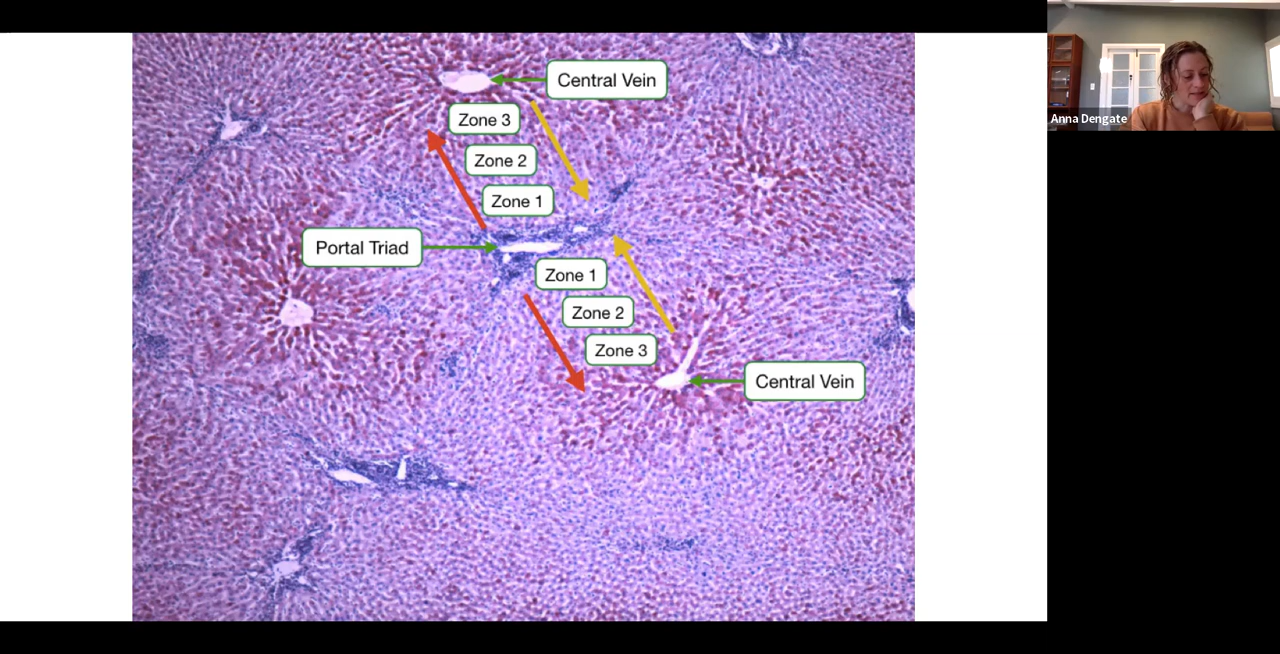 Central Vein
Zone 3
Anna Dengate
Zone 2
Zone 1
Portal Triad
Zone 1
Zone 2
Zone 3
Central Vein